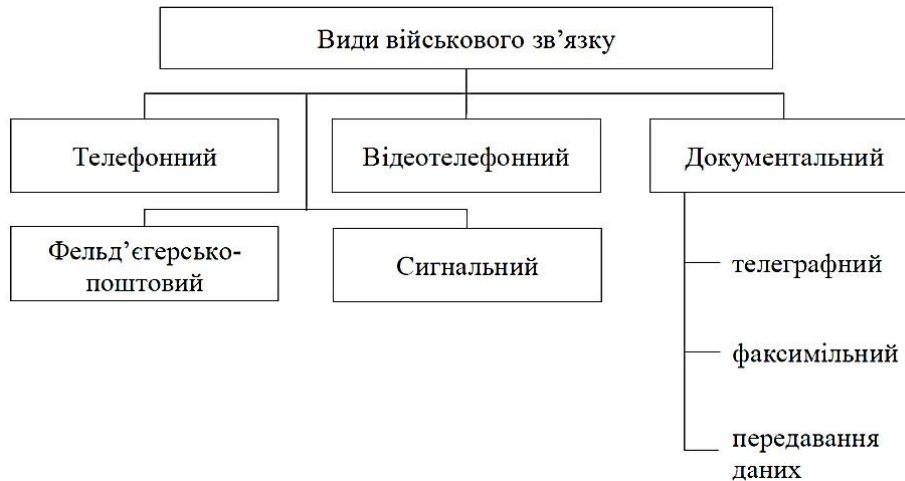 Види військового зв’язку
Телефонний
Відеотелефонний
Документальний
Фельд’єгерсько-
поштовий
Сигнальний
телеграфний
факсимільний
передавання
даних